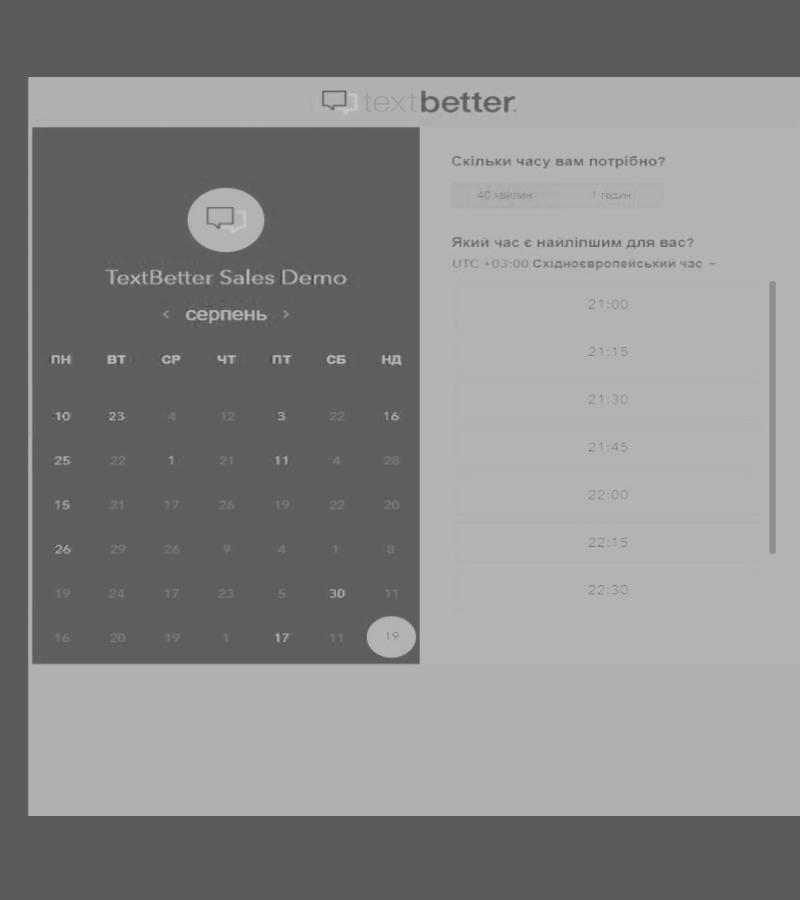 textbetter.
TextBetter Sales Demo
‹ серпень ›
ПН ВТ СР ЧТ ПТ СБ НД
10 23 4 12 3 22 16
25 22 1 21 11 4 28
15 21 17 26 19 22 20
26 29 26 9 4 1 8
19 24 17 23 5 30 11
16 20 19 1 17 11 19
Скільки часу вам потрібно?
40 хвилин 1 годин
Який час є найліпшим для вас?
UTC +03:00 Східноєвропейський час
21:00
21:15
21:30
21:45
22:00
22:15
22:30